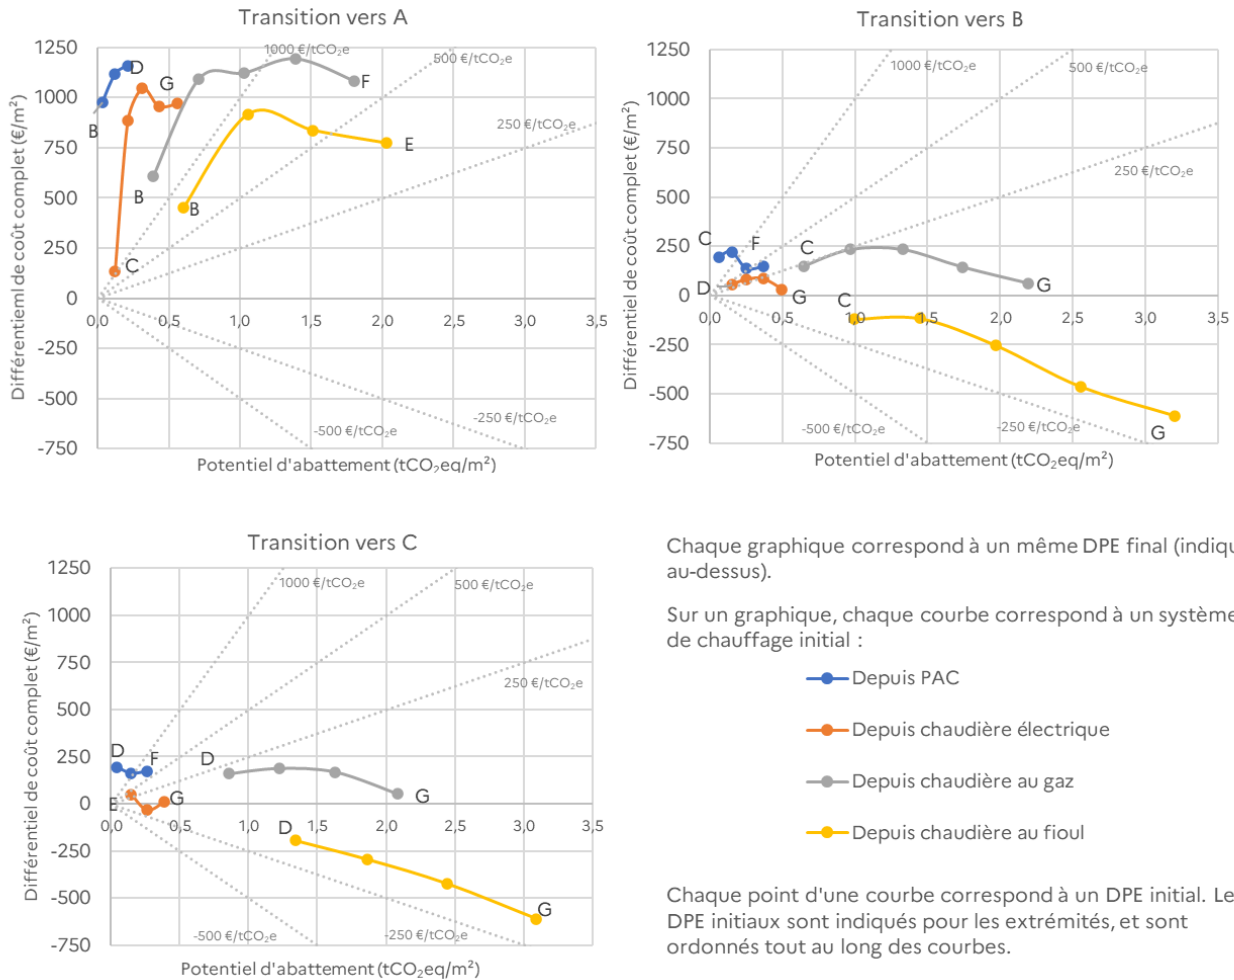 Transition vers A
Différentieml de coût complet (€/m²)
1250
1000
750
500
250
0
-250
-500
-750
0,0
0,5
1,0
1,5
2,0
2,5
3,0
3,5
1000 €/tCO₂e
500 €/tCO₂e
250 €/tCO₂e
-250 €/tCO₂e
-500 €/tCO₂e
D
G
B
F
B
E
B
C
Potentiel d'abattement (tCO₂eq/m²)
Transition vers B
Différentiel de coût complet (€/m²)
1250
1000
750
500
250
0
-250
-500
-750
0,0
0,5
1,0
1,5
2,0
2,5
3,0
3,5
1000 €/tCO₂e
500 €/tCO₂e
250 €/tCO₂e
-250 €/tCO₂e
-500 €/tCO₂e
C
F
C
D
G
C
G
G
Potentiel d'abattement (tCO₂eq/m²)
Transition vers C
Différentiel de coût complet (€/m²)
1250
1000
750
500
250
0
-250
-500
-750
0,0
0,5
1,0
1,5
2,0
2,5
3,0
3,5
1000 €/tCO₂e
500 €/tCO₂e
250 €/tCO₂e
-250 €/tCO₂e
-500 €/tCO₂e
D
F
D
E
G
G
D
G
Potentiel d'abattement (tCO₂eq/m²)
Chaque graphique correspond à un même DPE final (indiqu
au-dessus).
Sur un graphique, chaque courbe correspond à un système
de chauffage initial :
Depuis PAC
Depuis chaudière électrique
Depuis chaudière au gaz
Depuis chaudière au fioul
Chaque point d'une courbe correspond à un DPE initial. Le
DPE initiaux sont indiqués pour les extrémités, et sont
ordonnés tout au long des courbes.